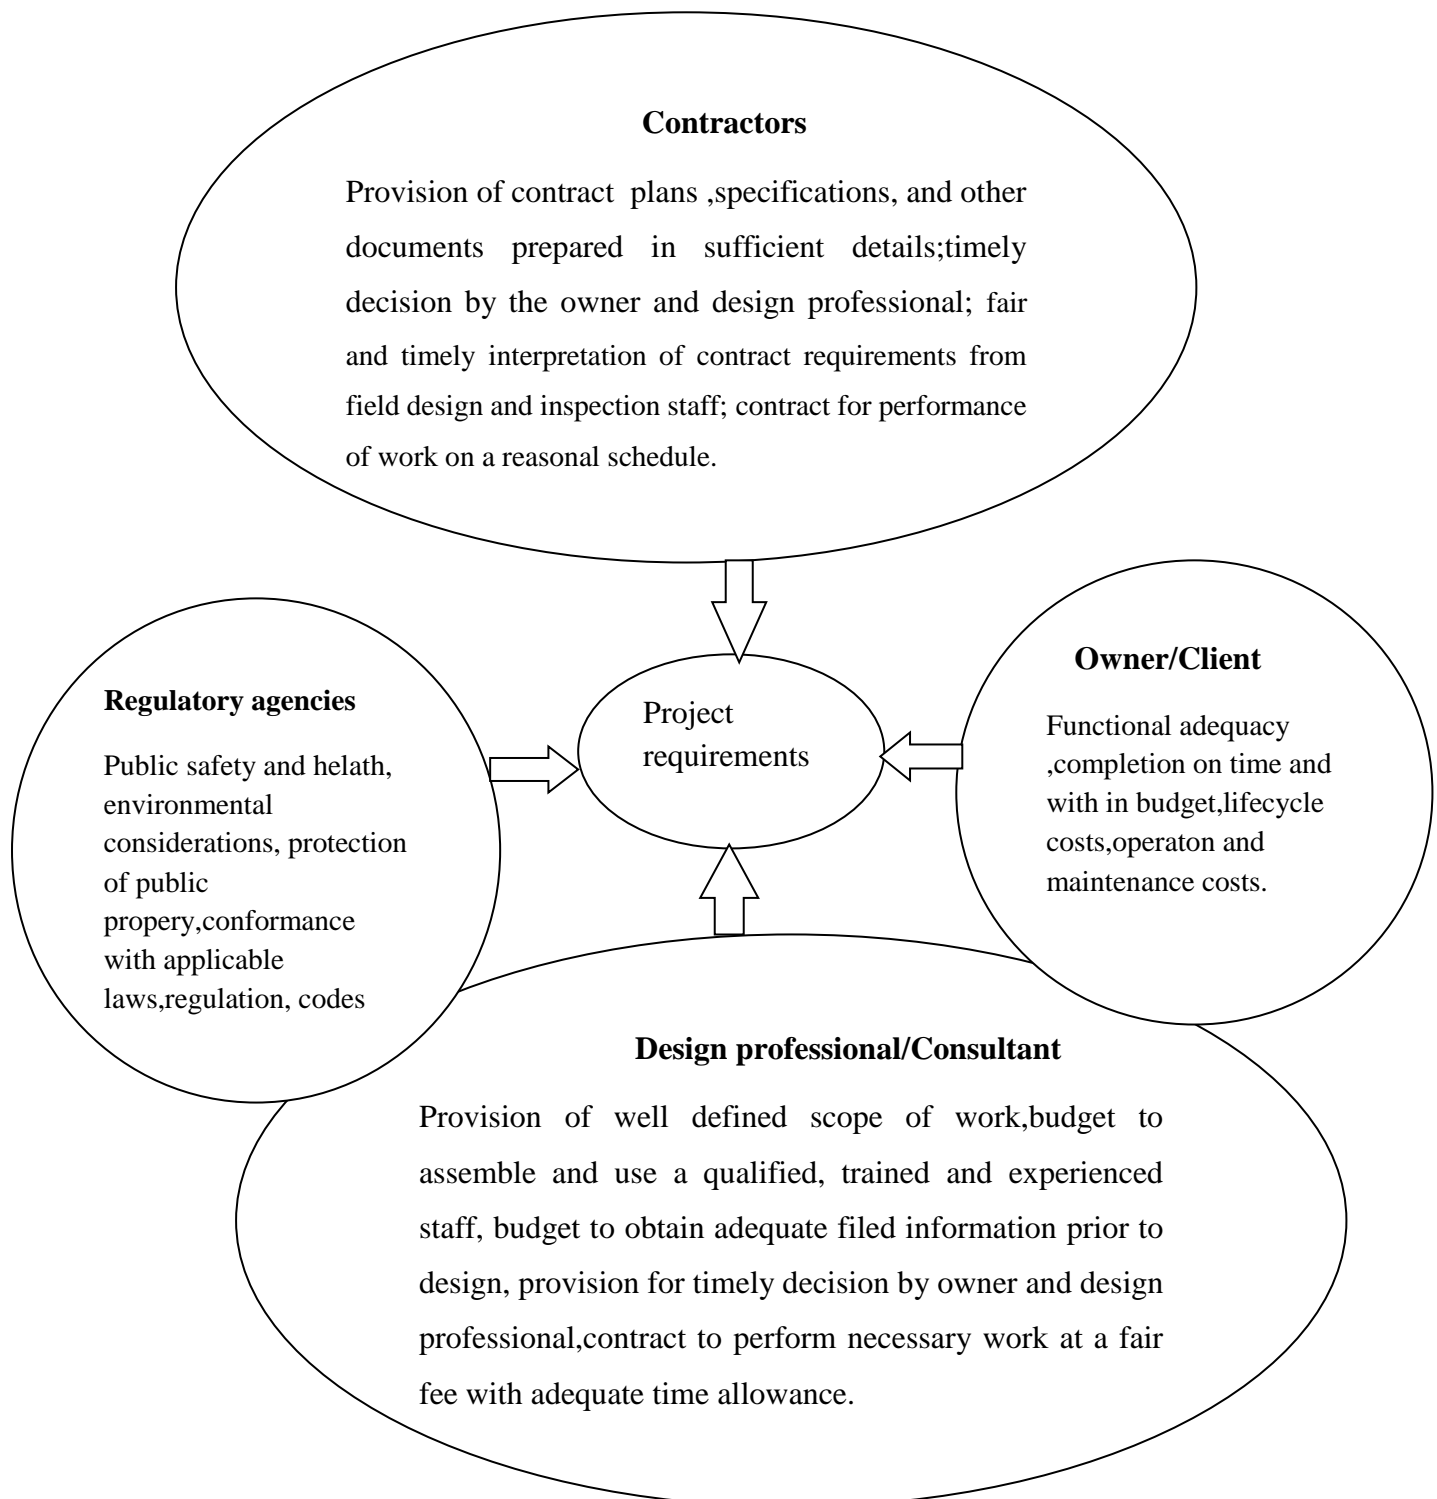 Contractors
Provision of contract plans ,specifications, and other
documents prepared in sufficient details;timely
decision by the owner and design professional; fair
and timely interpretation of contract requirements from
field design and inspection staff; contract for performance
of work on a reasonal schedule.
Regulatory agencies
Public safety and helath,
environmental
considerations, protection
of public
propery,conformance
with applicable
laws,regulation, codes
Project
requirements
Owner/Client
Functional adequacy
,completion on time and
with in budget,lifecycle
costs,operaton and
maintenance costs.
Design professional/Consultant
Provision of well defined scope of work,budget to
assemble and use a qualified, trained and experienced
staff, budget to obtain adequate filed information prior to
design, provision for timely decision by owner and design
professional,contract to perform necessary work at a fair
fee with adequate time allowance.